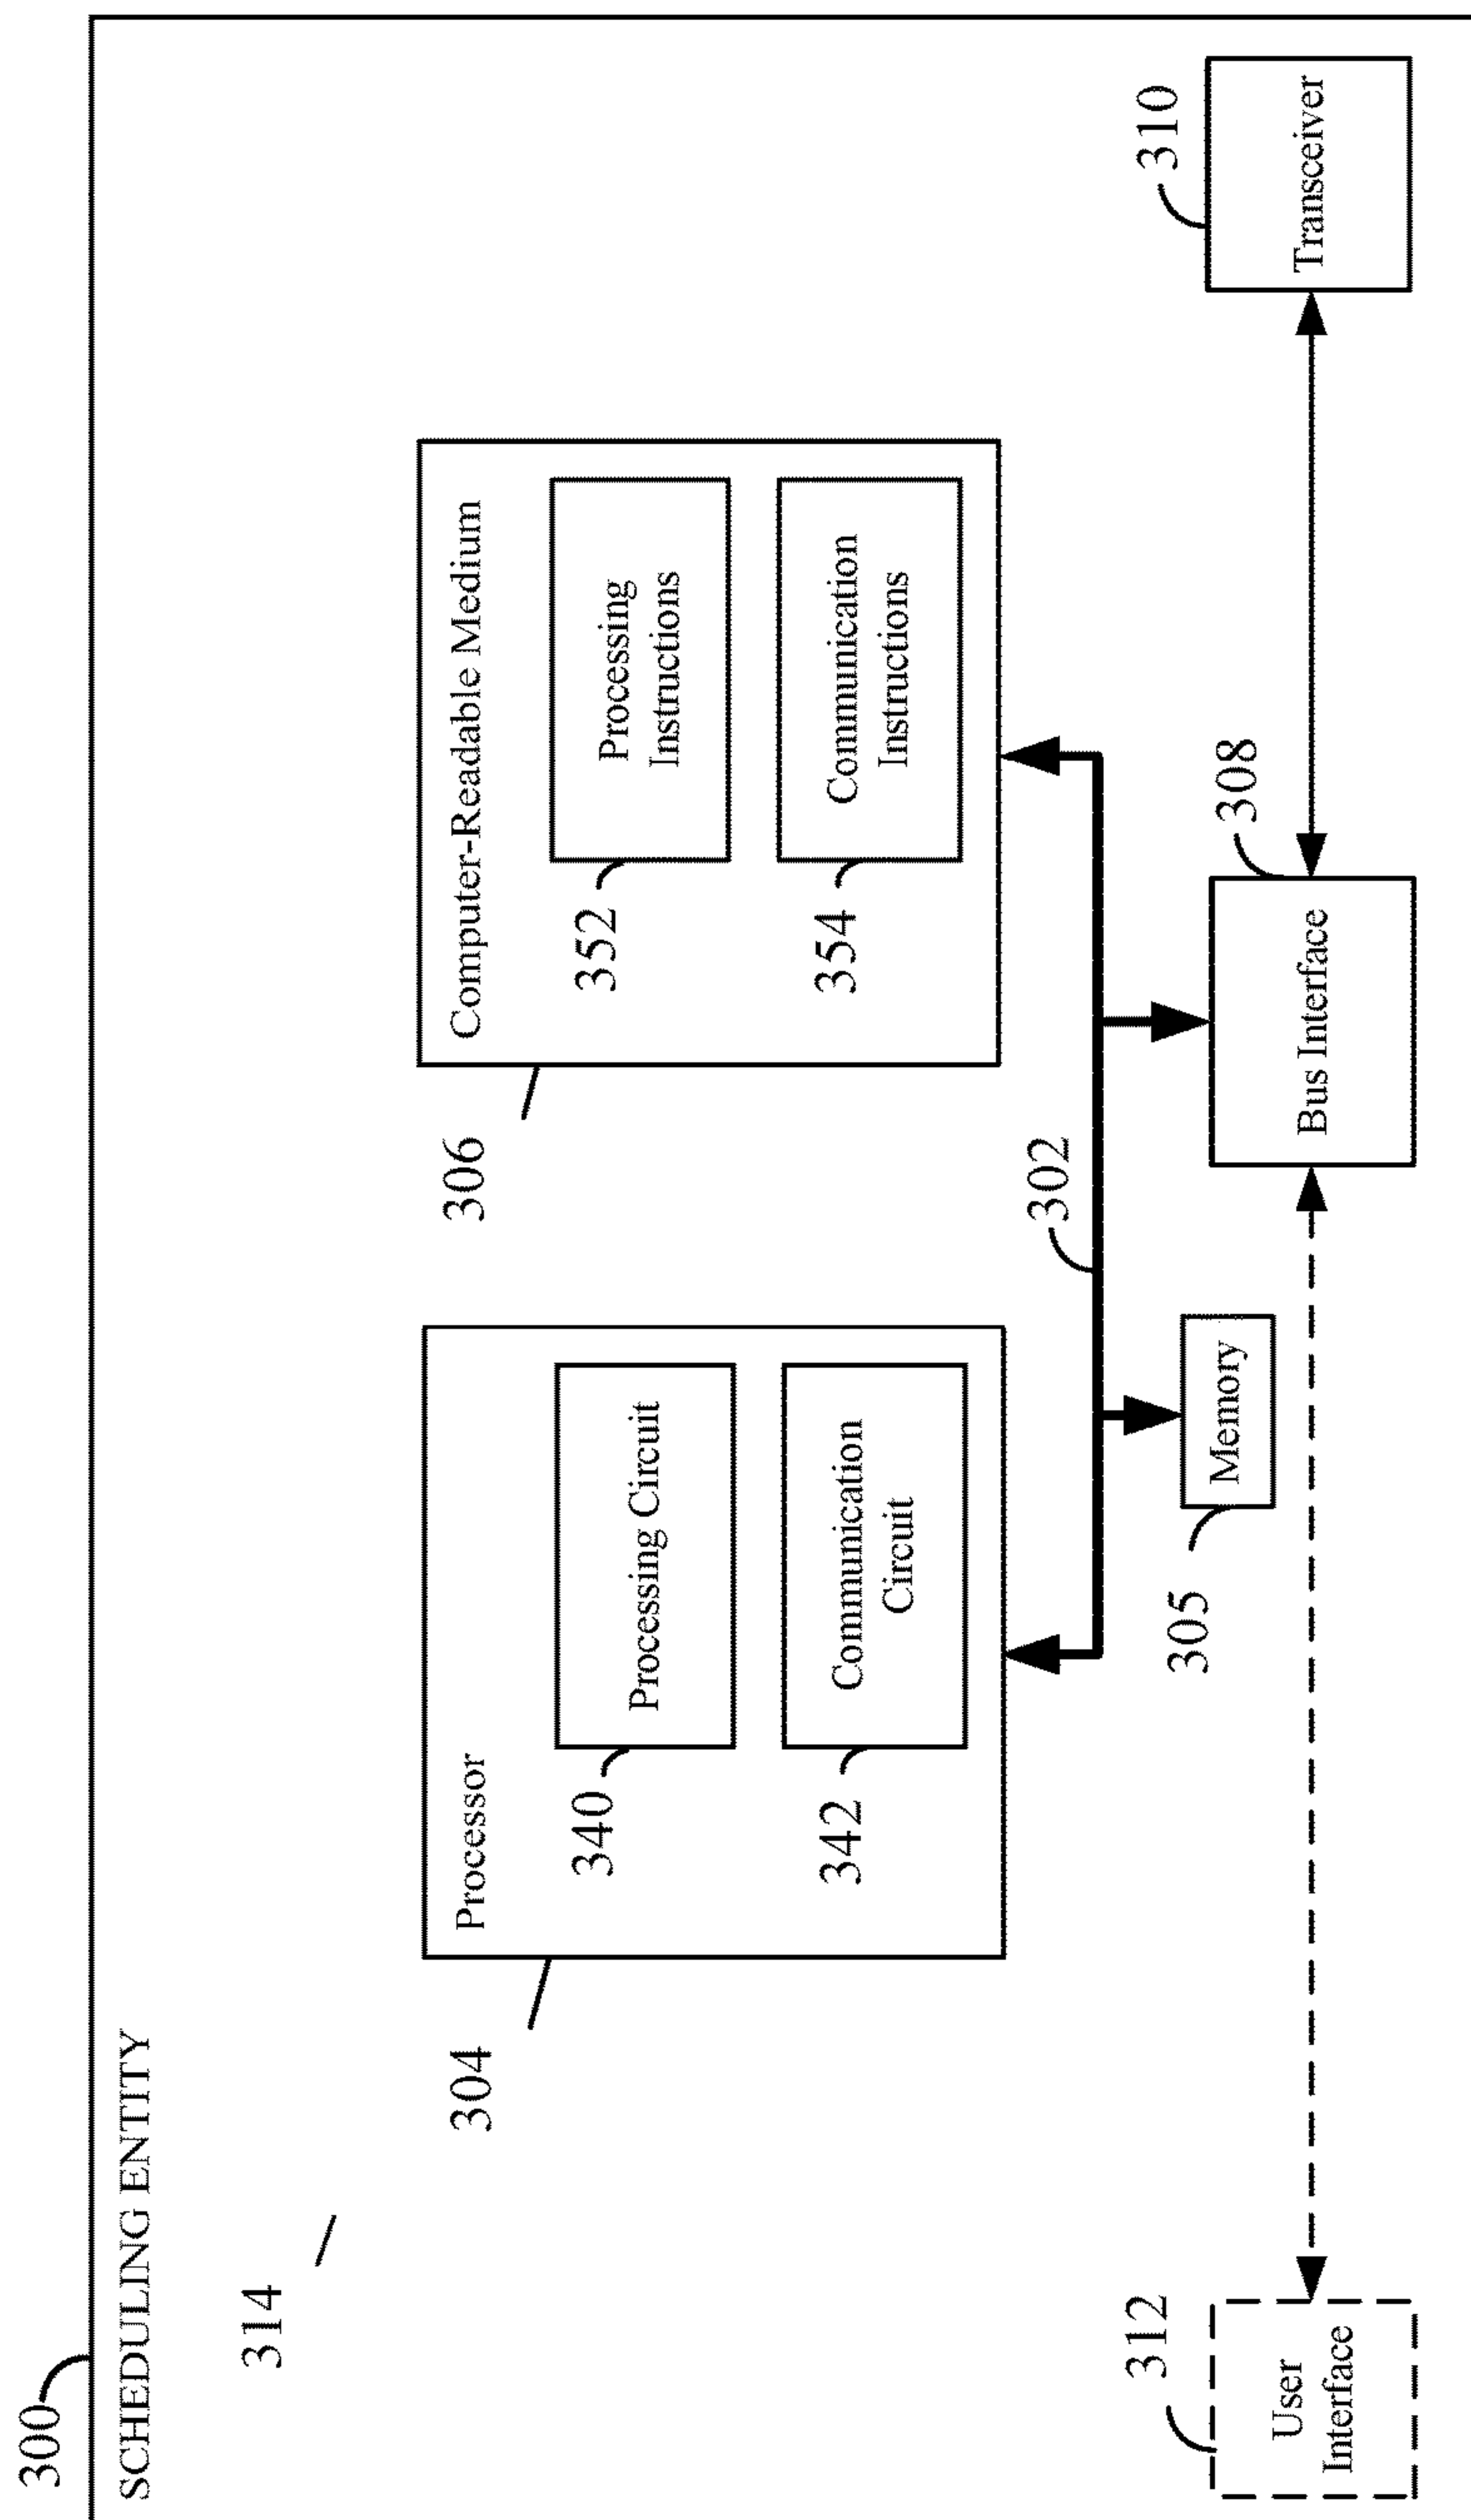 300
SCHEDULING ENTITY
314
304
Processor
340
Processing Circuit
342
Communication
Circuit
306
Computer-Readable Medium
352
Processing
Instructions
354
Communication
Instructions
302
305
Memory
312
User
Interface
308
Bus Interface
310
Transceiver